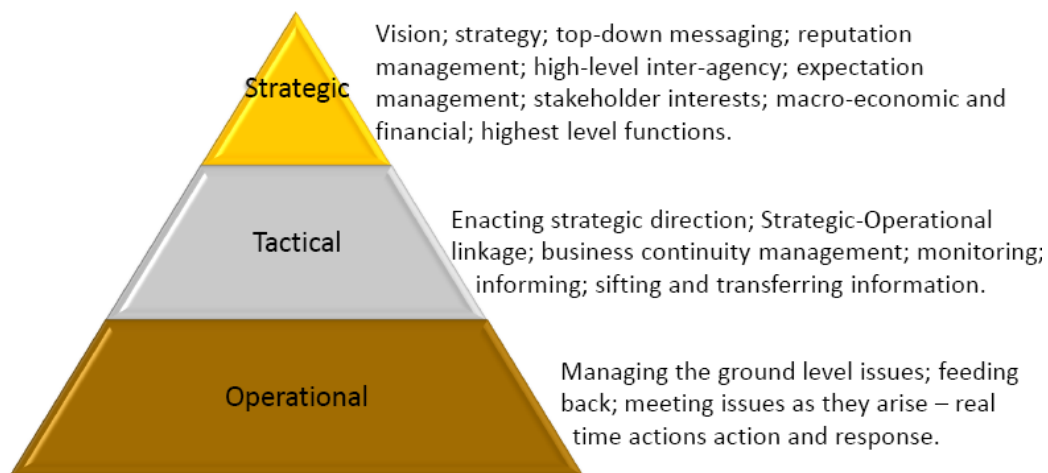 Strategic
Vision; strategy; top-down messaging; reputation
management; high-level inter-agency; expectation
management; stakeholder interests; macro-economic and
financial; highest level functions.
Tactical
Enacting strategic direction; Strategic-Operational
linkage; business continuity management; monitoring;
informing; sifting and transferring information.
Operational
Managing the ground level issues; feeding
back; meeting issues as they arise – real
time actions action and response.